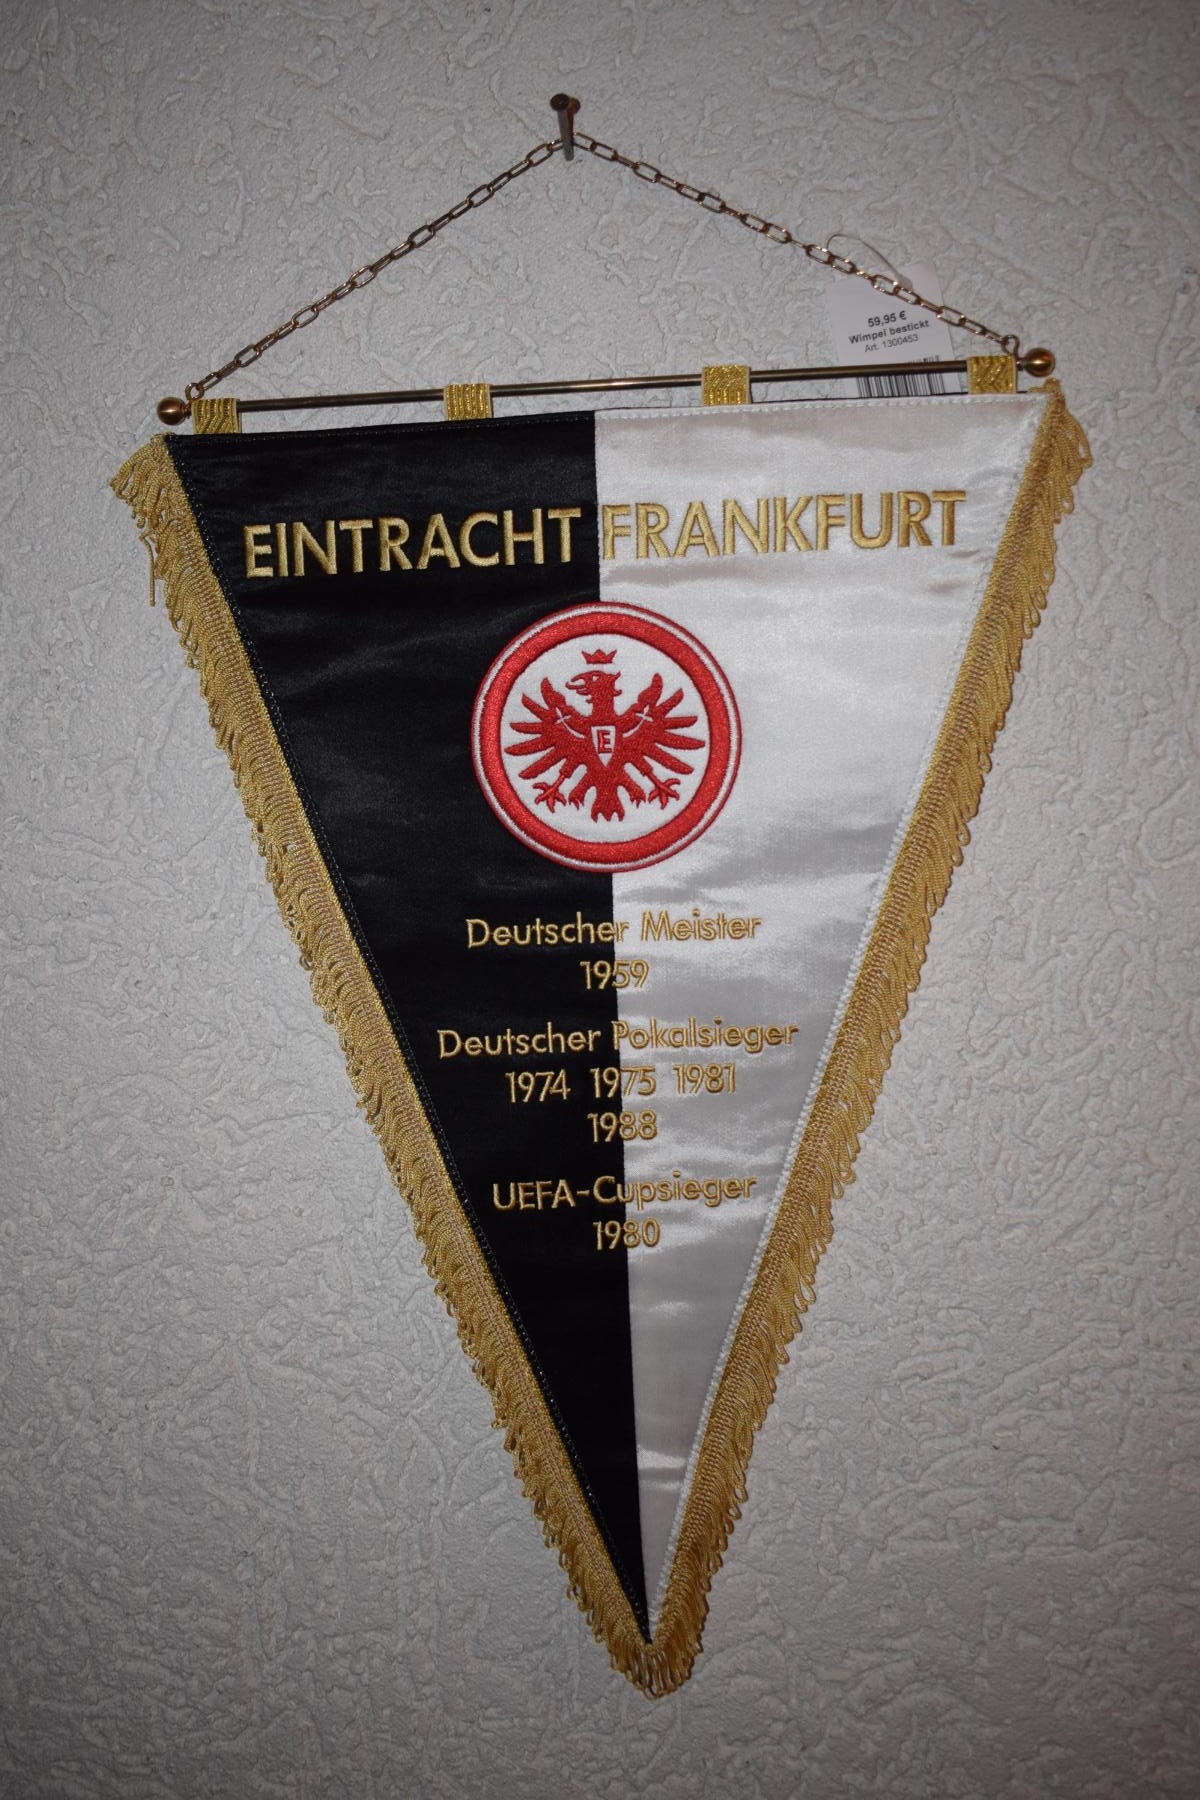 59,95 €
Wimpel bestickt
Art. 1300453
EINTRACHT FRANKFURT
E
Deutscher Meister
1959
Deutscher Pokalsieger
1974 1975 1981
1988
UEFA-Cupsieger
1980